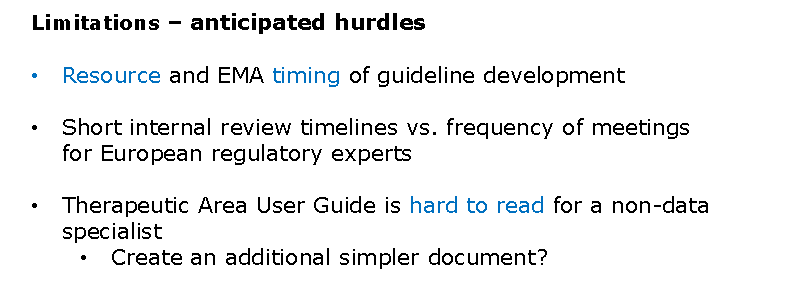 Limitations – anticipated hurdles
• Resource and EMA timing of guideline development
• Short internal review timelines vs. frequency of meetings
for European regulatory experts
• Therapeutic Area User Guide is hard to read for a non-data
specialist
• Create an additional simpler document?